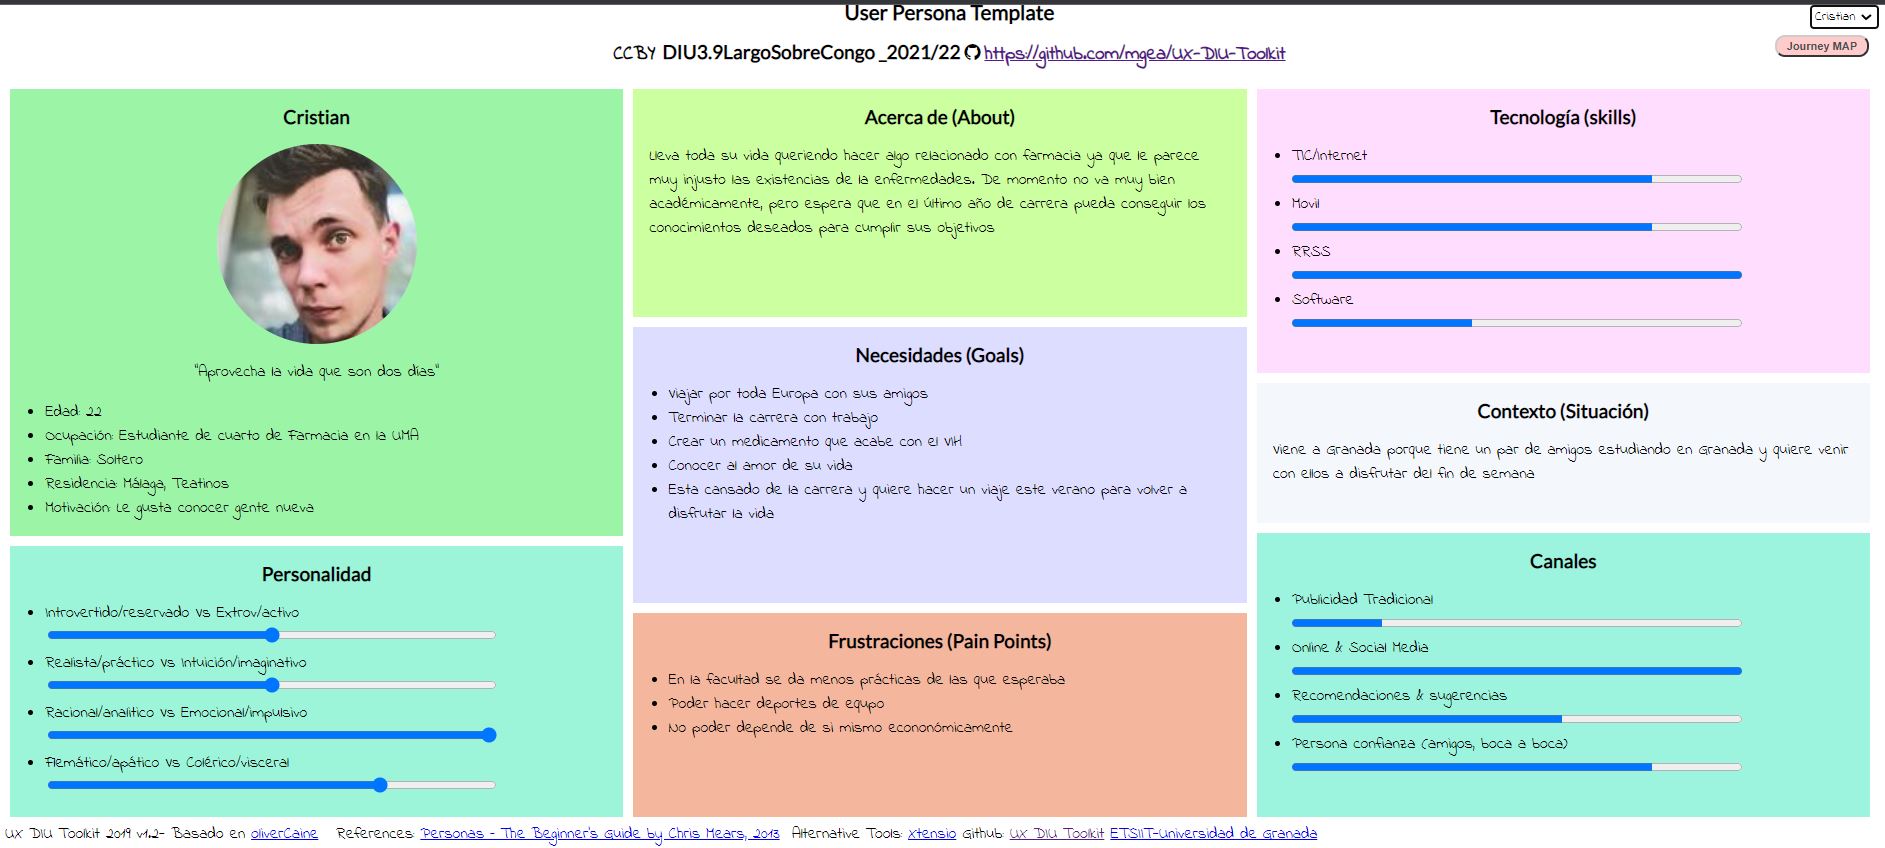 User Persona Template
Cristian
CCBY DIU3.9LargoSobreCongo_2021/22 https://github.com/mgea/UX-DIU-Toolkit
Journey MAP
Cristian
"Aprovecha la vida que son dos días"
Edad: 22
Ocupación: Estudiante de cuarto de Farmacia en la UMA
Familia: Soltero
Residencia: Málaga, Teatinos
Motivación: Le gusta conocer gente nueva
Personalidad
Introvertido/reservado Vs Extrov/activo
Realista/práctico Vs Intuición/imaginativo
Racional/analítico Vs Emocional/impulsivo
Flemático/apático Vs Colérico/visceral
Acerca de (About)
Lleva toda su vida queriendo hacer algo relacionado con farmacia ya que le parece
muy injusto las existencias de la enfermedades. De momento no va muy bien
académicamente, pero espera que en el último año de carrera pueda conseguir los
conocimientos deseados para cumplir sus objetivos
Necesidades (Goals)
Viajar por toda Europa con sus amigos
Terminar la carrera con trabajo
Crear un medicamento que acabe con el VIH
Conocer al amor de su vida
Esta cansado de la carrera y quiere hacer un viaje este verano para volver a
disfrutar la vida
Frustraciones (Pain Points)
En la facultad se da menos prácticas de las que esperaba
Poder hacer deportes de equpo
No poder depende de si mismo econonómicamente
Tecnología (skills)
TIC/Internet
Movil
RRSS
Software
Contexto (Situación)
Viene a Granada porque tiene un par de amigos estudiando en Granada y quiere venir
con ellos a disfrutar del fin de semana
Canales
Publicidad Tradicional
Online & Social Media
Recomendaciones & sugerencias
Persona confianza (amigos, boca a boca)
UX DIU Toolkit 2019 v1.2- Basado en oliverCaine References: Personas - The Beginner's Guide by Chris Mears, 2013 Alternative Tools: Xtensio Github: UX DIU Toolkit ETSIIT-Universidad de Granada